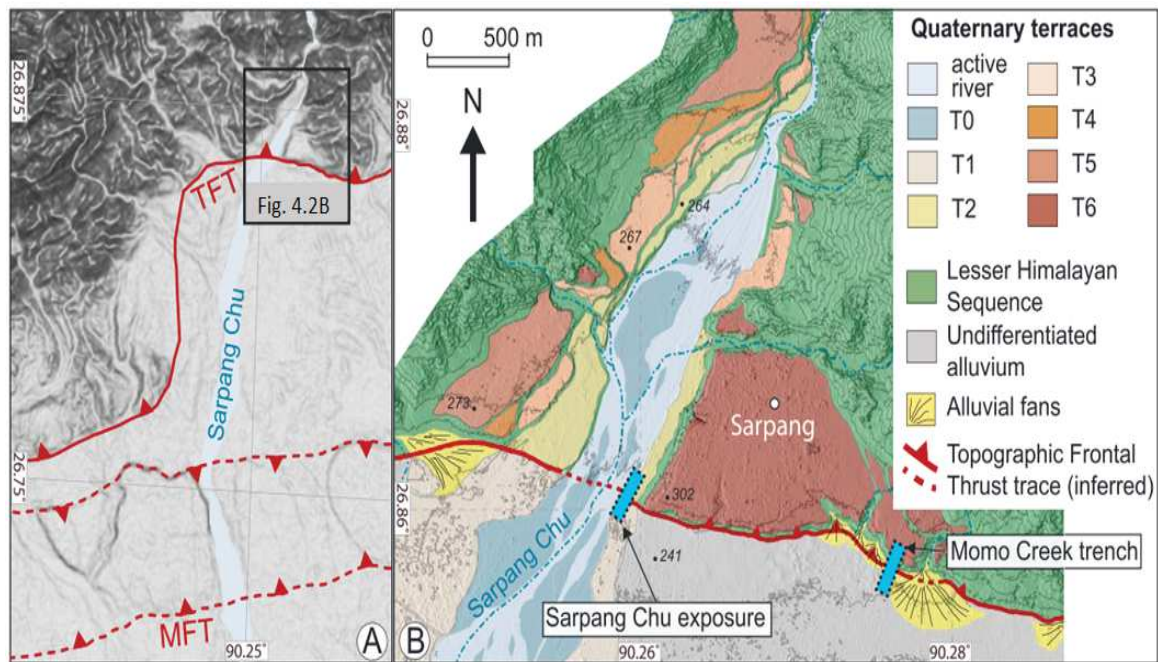 26.875
TFT
Fig. 4.2B
Sarpang Chu
26.75
MFT
90.25°
A
0 500 m
N
26.88
264
267
273
Sarpang
302
241
26.86
Sarpang Chu
Sarpang Chu exposure
Momo Creek trench
90.26
90.28
B
Quaternary terraces
active
river
T0
T1
T2
T3
T4
T5
T6
Lesser Himalayan
Sequence
Undifferentiated
alluvium
Alluvial fans
Topographic Frontal
Thrust trace (inferred)